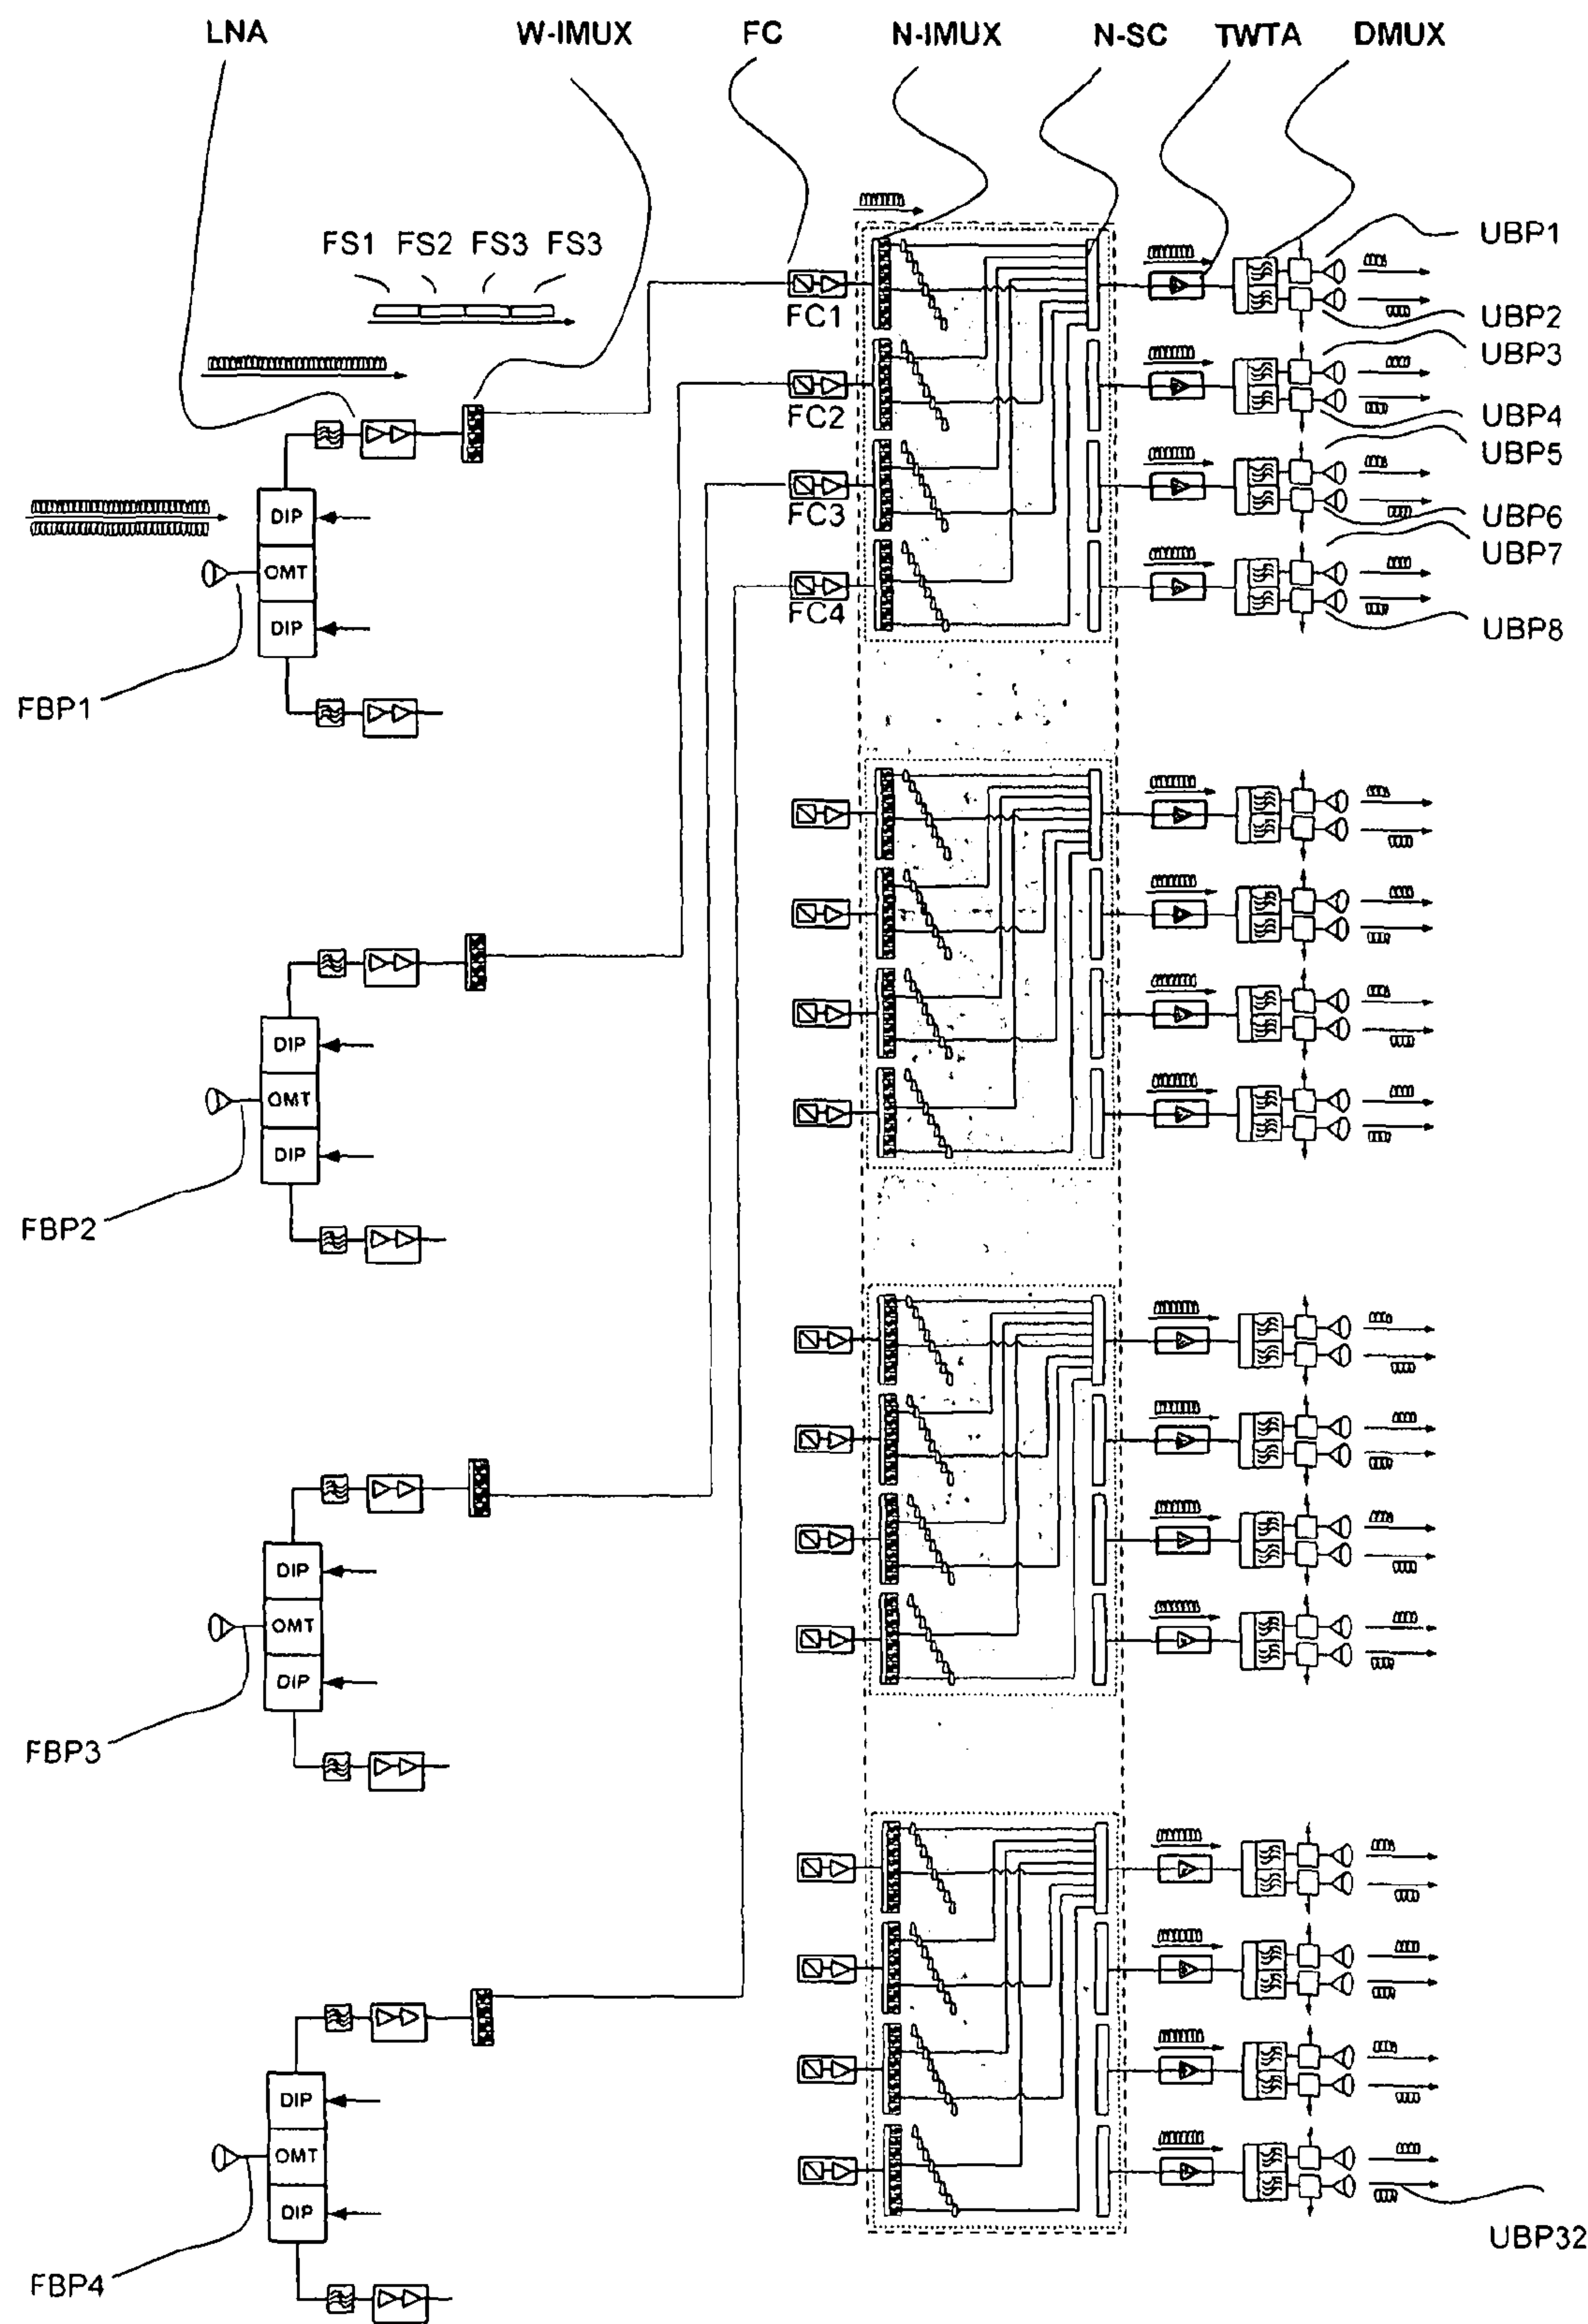 LNA W-IMUX FC N-IMUX N-SC TWTA DMUX
FS1 FS2 FS3 FS3
UBP1
FC1
UBP2
UBP3
FC2
UBP4
UBP5
FC3
UBP6
DIP
UBP7
OMT
FC4
DIP
UBP8
FBP1
DIP
OMT
DIP
FBP2
DIP
OMT
DIP
FBP3
DIP
OMT
DIP
UBP32
FBP4